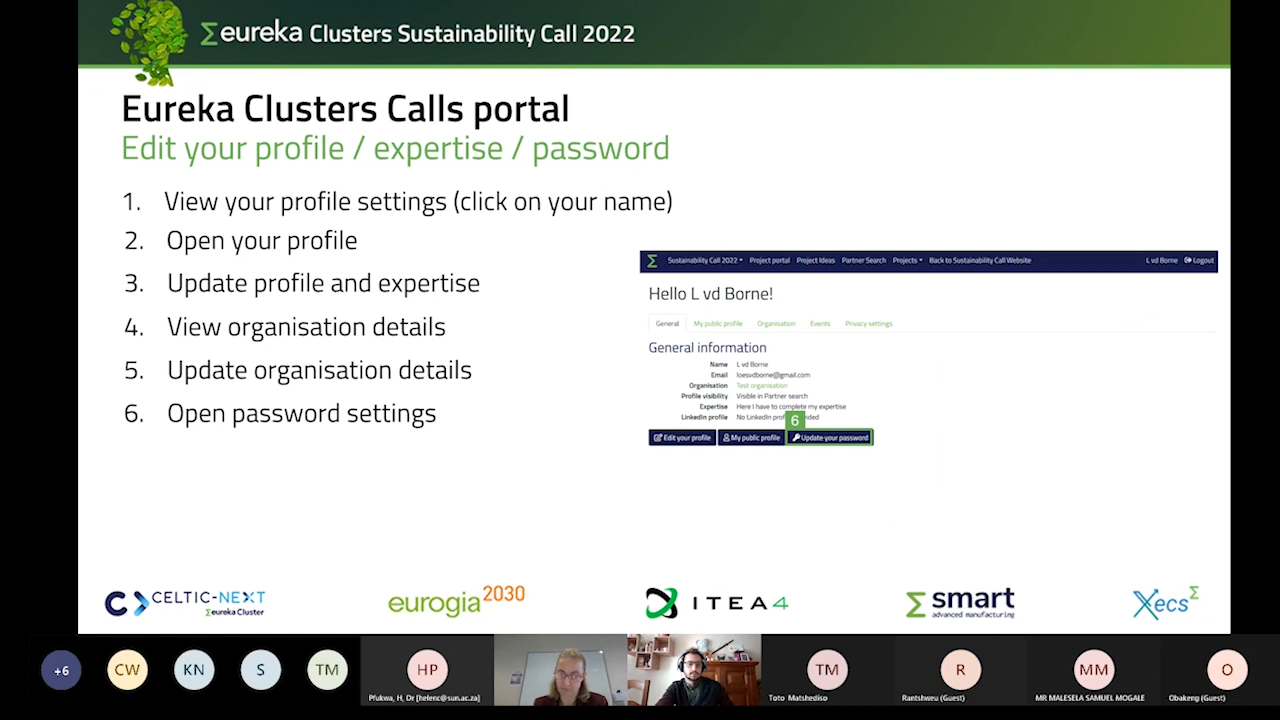 Σeureka Clusters Sustainability Call 2022
Eureka Clusters Calls portal
Edit your profile / expertise / password
1. View your profile settings (click on your name)
2. Open your profile
3. Update profile and expertise
4. View organisation details
5. Update organisation details
6. Open password settings
Sustainability Call 2022 Project portal Project Ideas Partner Search Projects Back to Sustainability Call Website L vd Borne Logout
Hello L vd Borne!
General My public profile Organisation Events Privacy settings
General information
Name L vd Borne
Email loesvdborne@gmail.com
Organisation Test organisation
Profile visibility Visible in Partner search
Expertise Here I have to complete my expertise
LinkedIn profile No LinkedIn
6
Edit your profile My public profile Update your password
CELTIC-NEXT
Σeureka Cluster
eurogia2030
ITEA4
Σ smart
advanced manufacturing
XecsΣ
+6 CW KN S TM HP TM R MM O
Pfukwa, H, Dr [helenc@sun.ac.za] Toto Matshediso Rantshweu (Guest) MR MALESELA SAMUEL MOGALE Obakeng (Guest)